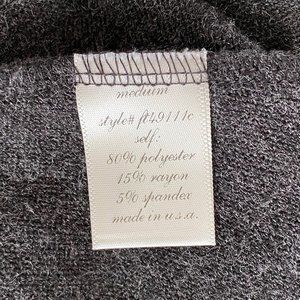 medium
style# ft49111c
self:
80% polyester
15% rayon
5% spandex
made in u.s.a.